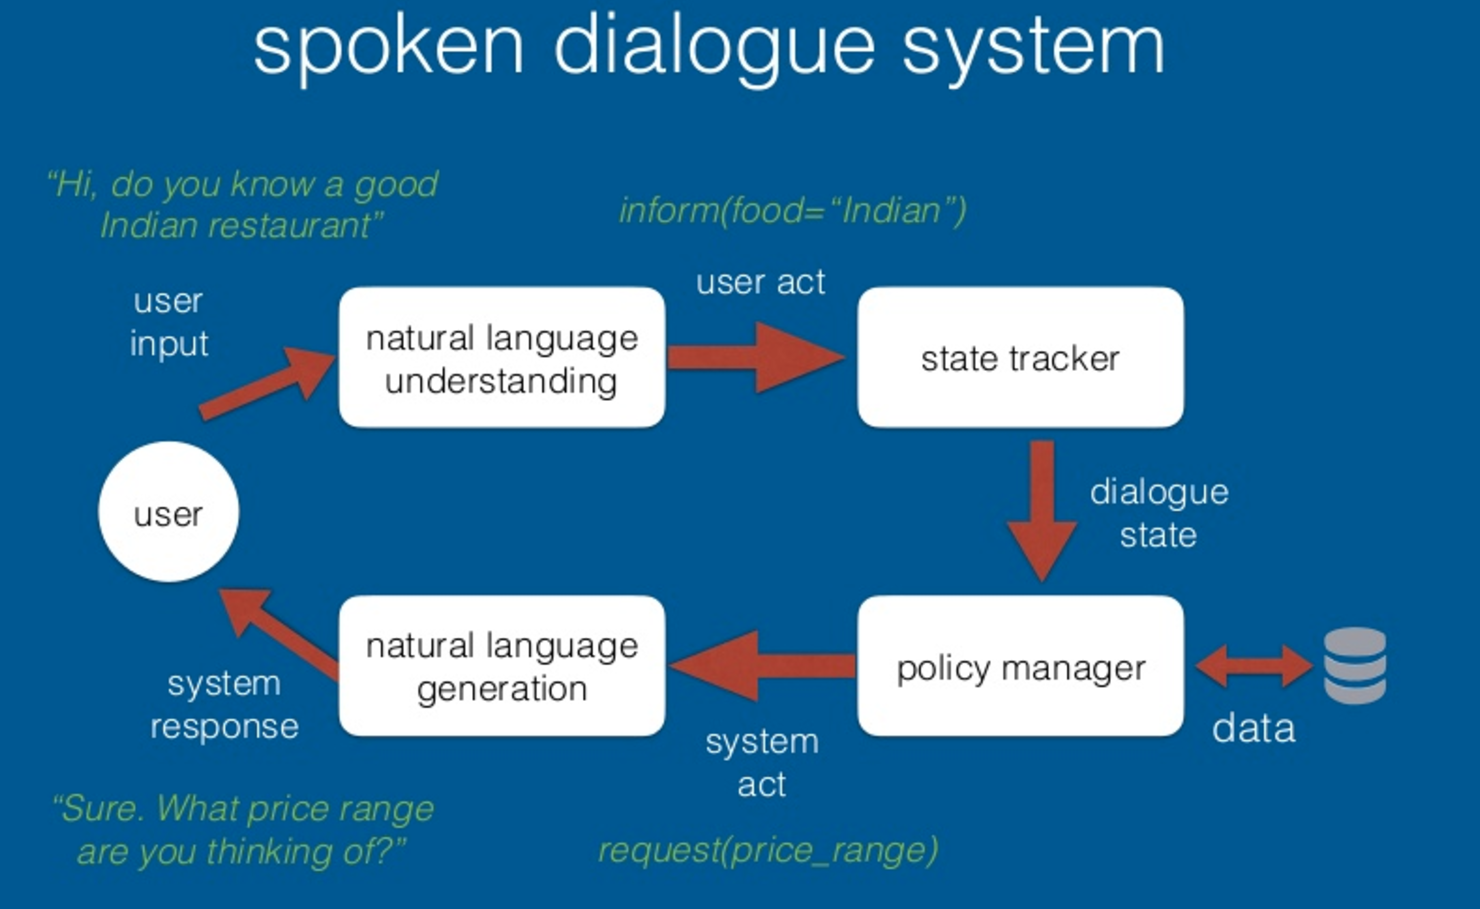 spoken dialogue system
“Hi, do you know a good
Indian restaurant”
inform(food=“Indian”)
user
input
user act
natural language
understanding
state tracker
user
dialogue
state
natural language
generation
policy manager
system
response
system
act
data
“Sure. What price range
are you thinking of?”
request(price_range)